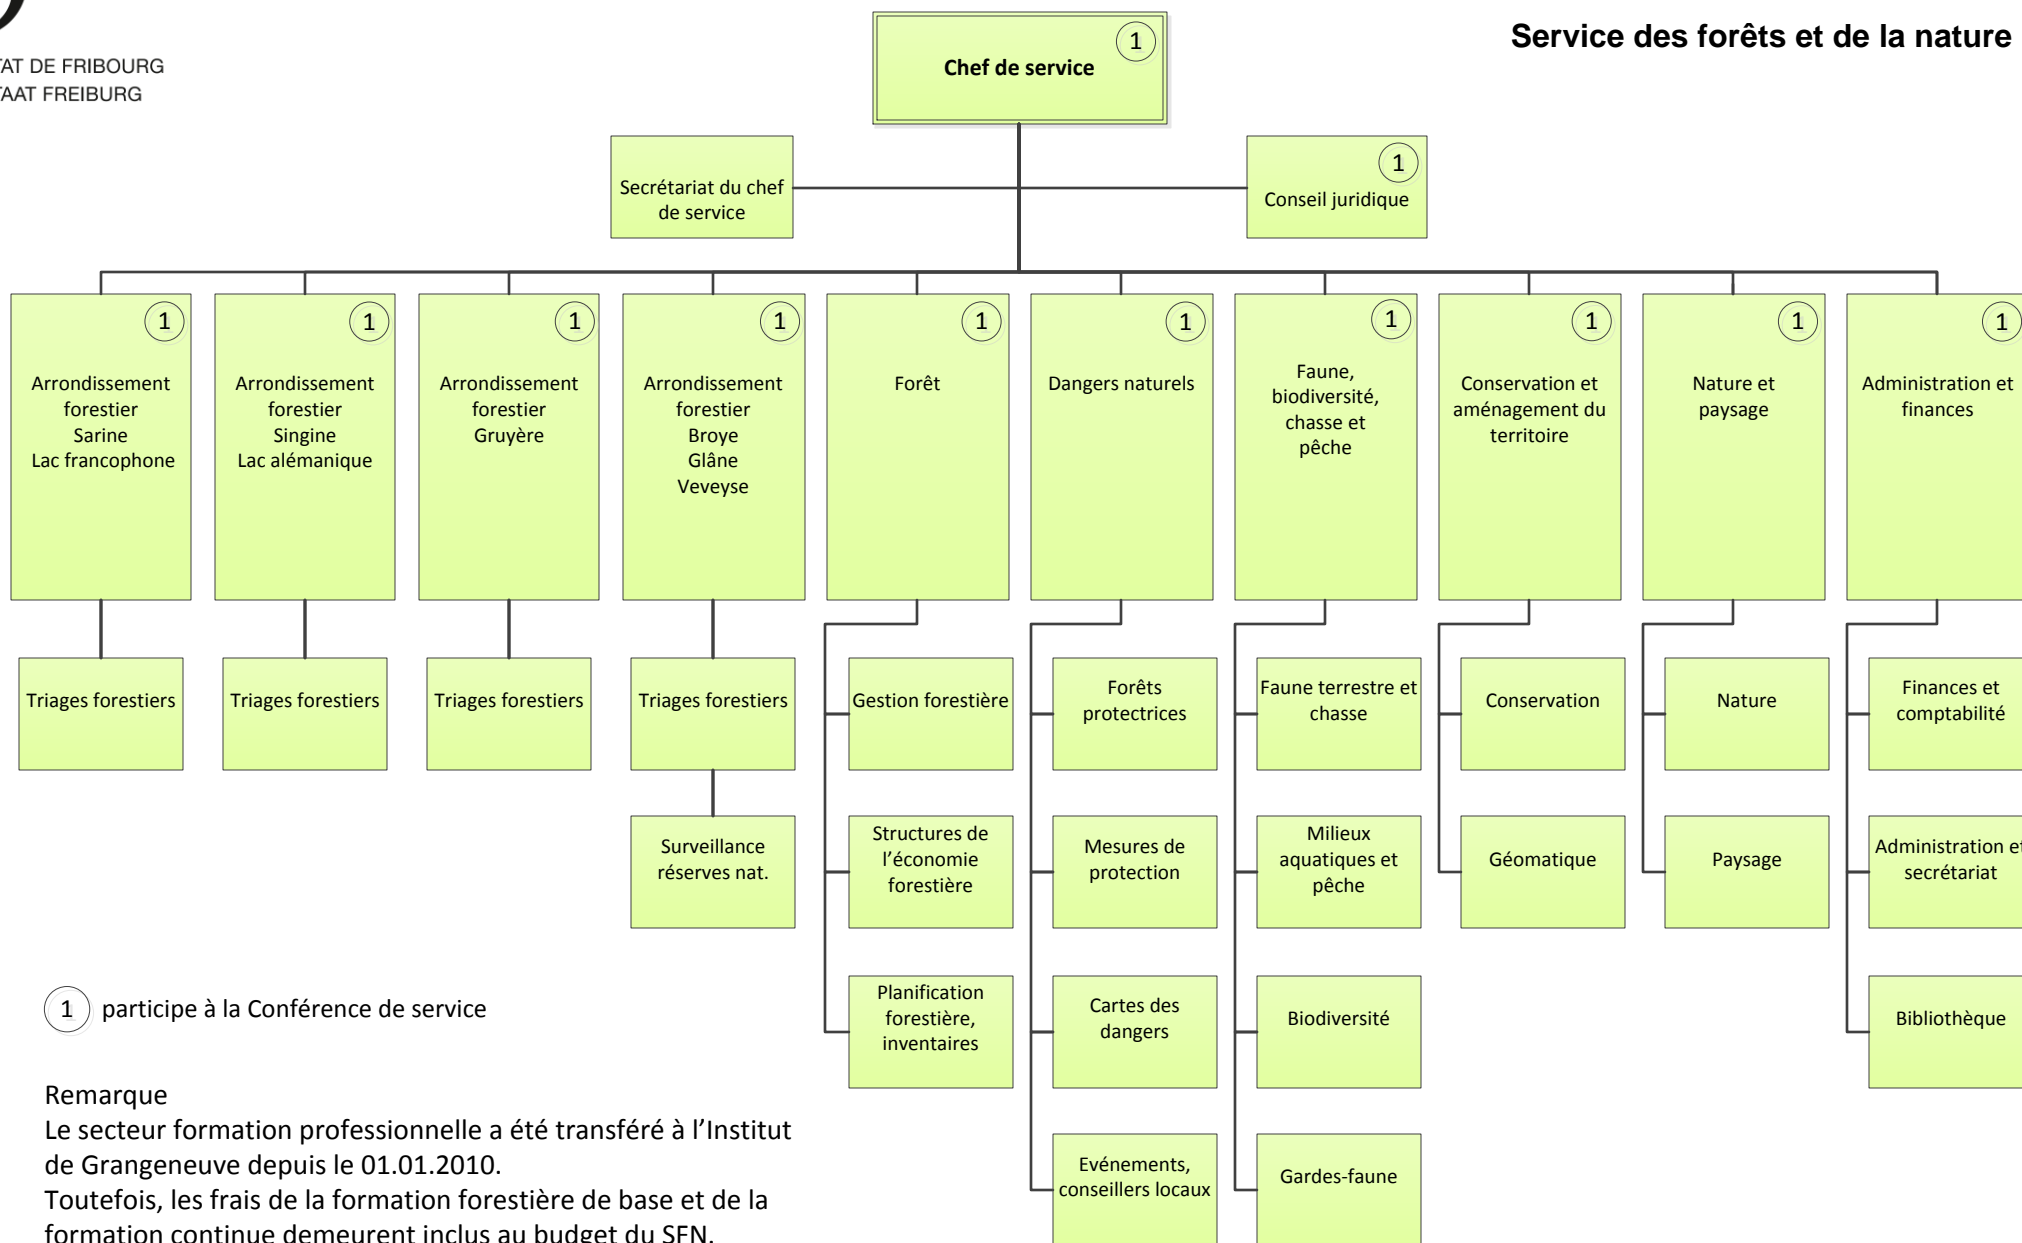 TAT DE FRIBOURG
TAAT FREIBURG
Service des forêts et de la nature
1
Chef de service
Secrétariat du chef
de service
1
Conseil juridique
1
Arrondissement
forestier
Sarine
Lac francophone
1
Arrondissement
forestier
Singine
Lac alémanique
1
Arrondissement
forestier
Gruyère
1
Arrondissement
forestier
Broye
Glâne
Veveyse
1
Forêt
1
Dangers naturels
1
Faune,
biodiversité,
chasse et
pêche
1
Conservation et
aménagement du
territoire
1
Nature et
paysage
1
Administration et
finances
Triages forestiers
Triages forestiers
Triages forestiers
Triages forestiers
Gestion forestière
Forêts
protectrices
Faune terrestre et
chasse
Conservation
Nature
Finances et
comptabilité
Surveillance
réserves nat.
Structures de
l’économie
forestière
Mesures de
protection
Milieux
aquatiques et
pêche
Géomatique
Paysage
Administration et
secrétariat
Planification
forestière,
inventaires
Cartes des
dangers
Biodiversité
Bibliothèque
Evénements,
conseillers locaux
Gardes-faune
1 participe à la Conférence de service
Remarque
Le secteur formation professionnelle a été transféré à l’Institut
de Grangeneuve depuis le 01.01.2010.
Toutefois, les frais de la formation forestière de base et de la
formation continue demeurent inclus au budget du SFN.